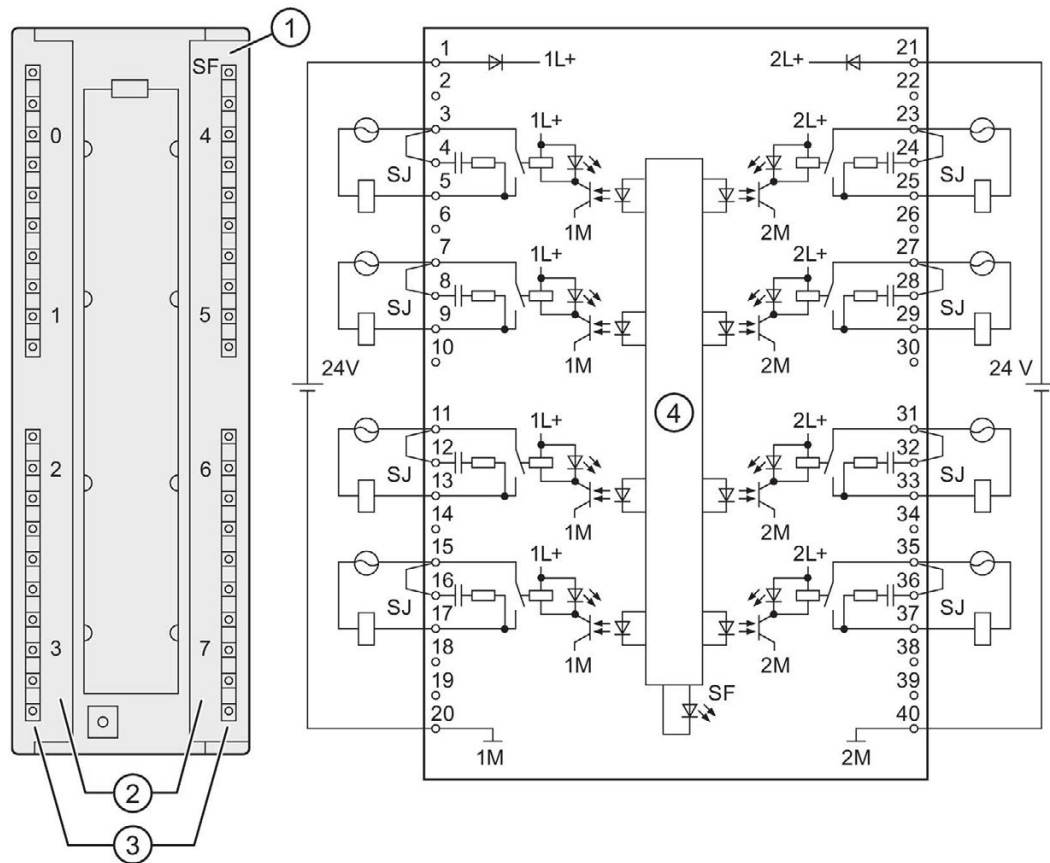 1
SF
0 4
1 5
2 6
3 7
2
3
1 1L+ 2L+ 21
2 22
3 1L+ 2L+ 23
4 SJ SJ 24
5 25
6 1M 2M 26
7 1L+ 2L+ 27
8 SJ SJ 28
9 29
10 1M 2M 30
24V 4 24 V
11 1L+ 2L+ 31
12 SJ SJ 32
13 33
14 1M 2M 34
15 1L+ 2L+ 35
16 SJ SJ 36
17 37
18 1M 2M 38
19 SF 39
20 1M 2M 40